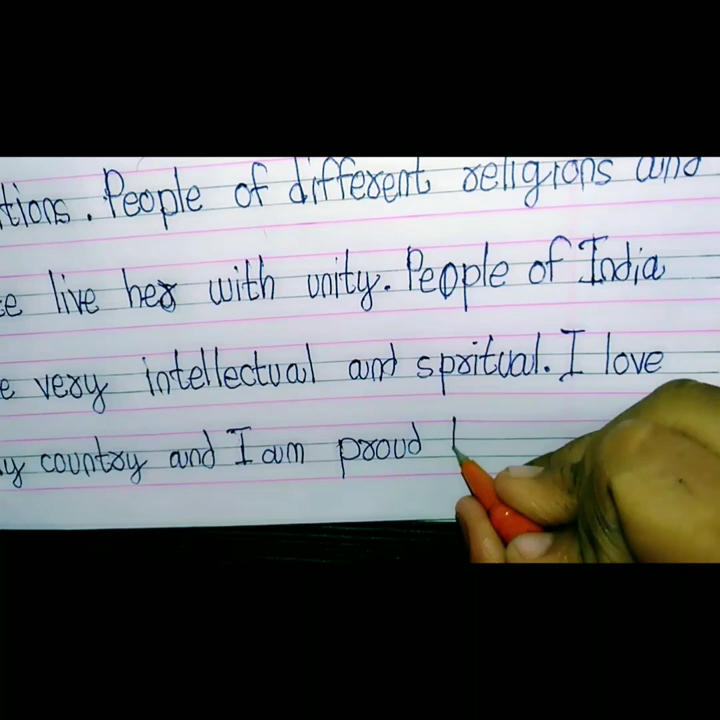 tions. People of different religions and
e live her with unity. People of India
e very intellectual and spritual. I love
y country and I am proud